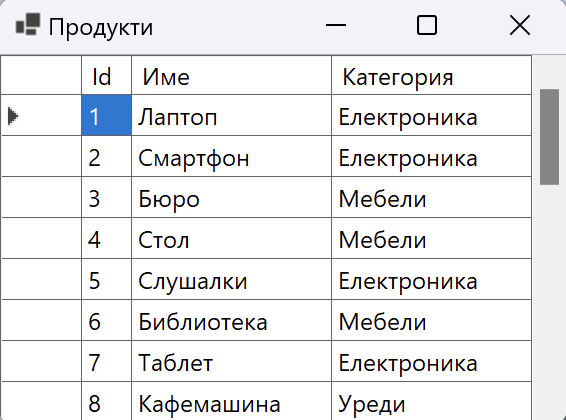 Продукти
Id Име Категория
1 Лаптоп Електроника
2 Смартфон Електроника
3 Бюро Мебели
4 Стол Мебели
5 Слушалки Електроника
6 Библиотека Мебели
7 Таблет Електроника
8 Кафемашина Уреди